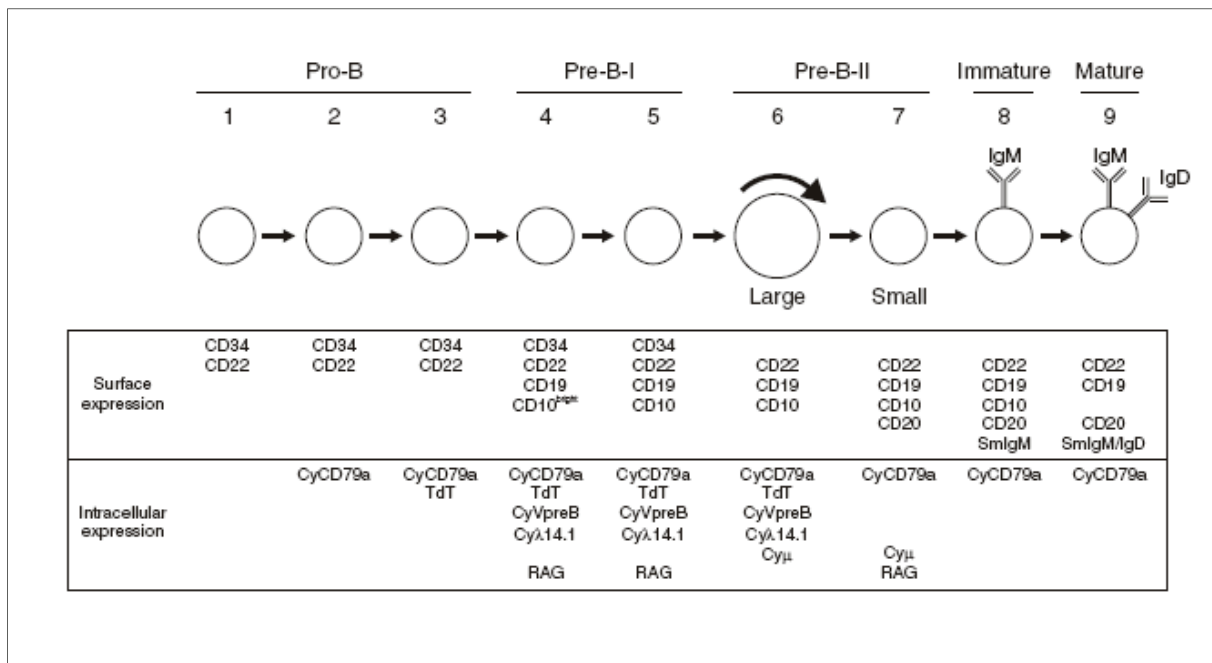 Pro-B Pre-B-I Pre-B-II Immature Mature
1 2 3 4 5 6 7 8 9
IgM IgM IgD
Large Small
CD34 CD34 CD34 CD34 CD34
CD22 CD22 CD22 CD22 CD22 CD22 CD22 CD22 CD22
Surface expression CD19 CD19 CD19 CD19 CD19 CD19
CD10bright CD10 CD10 CD10 CD10
CD20 CD20 CD20
SmIgM SmIgM/IgD
CyCD79a CyCD79a CyCD79a CyCD79a CyCD79a CyCD79a CyCD79a CyCD79a
TdT TdT TdT TdT
Intracellular expression CyVpreB CyVpreB CyVpreB
Cyλ14.1 Cyλ14.1 Cyλ14.1
Cyμ Cyμ
RAG RAG RAG